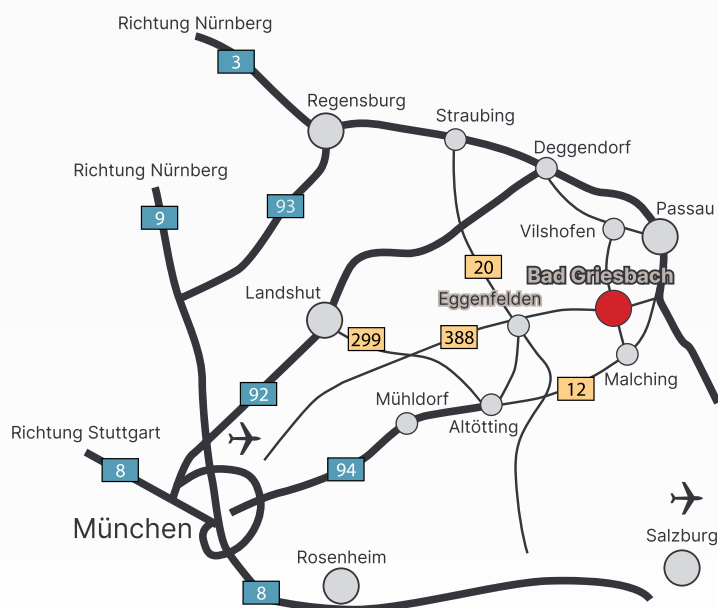 Richtung Nürnberg
3
Regensburg
Straubing
Deggendorf
Richtung Nürnberg
9
93
Passau
Vilshofen
20
Bad Griesbach
Landshut
Eggenfelden
299
388
Malching
12
92
Mühldorf
Altötting
Richtung Stuttgart
8
94
München
Salzburg
Rosenheim
8